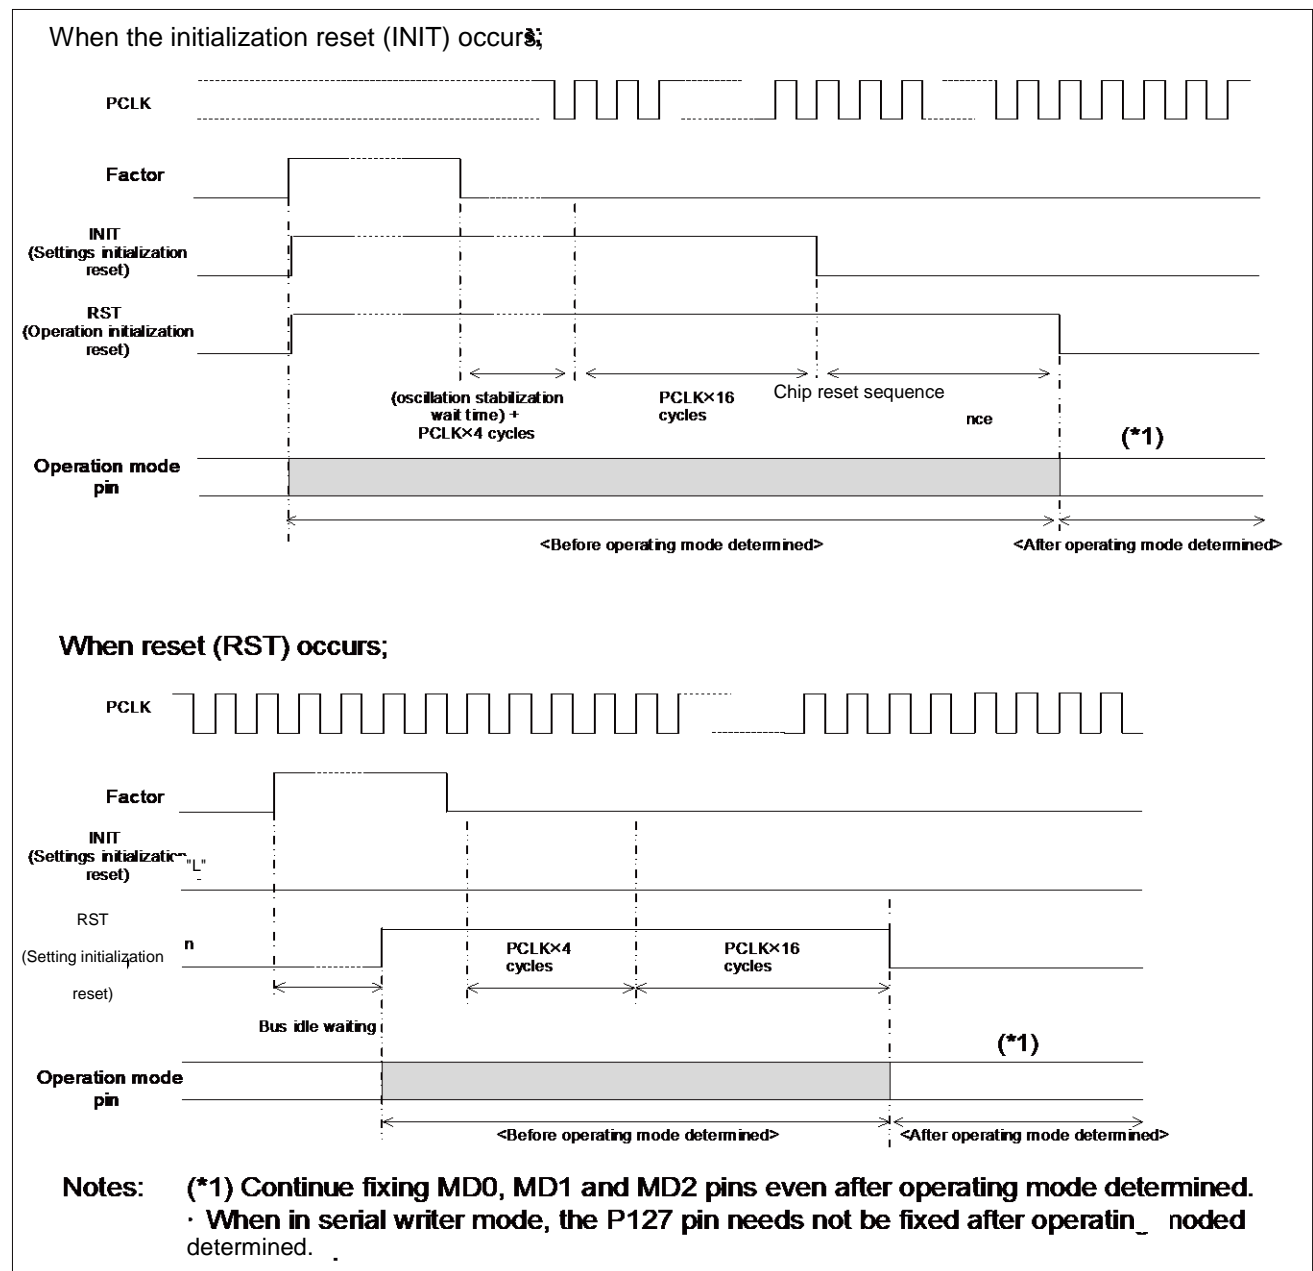 When the initialization reset (INIT) occurs;
PCLK
Factor
INIT
(Settings initialization
reset)
RST
(Operation initialization
reset)
(oscillation stabilization
wait time) +
PCLK×4 cycles
PCLK×16
cycles
Chip reset sequence
nce
(*1)
Operation mode
pin
<Before operating mode determined>
<After operating mode determined>
When reset (RST) occurs;
PCLK
Factor
INIT
(Settings initialization
reset)
"L"
RST
(Setting initialization
n
reset)
PCLK×4
cycles
PCLK×16
cycles
Bus idle waiting
(*1)
Operation mode
pin
<Before operating mode determined>
<After operating mode determined>
Notes: (*1) Continue fixing MD0, MD1 and MD2 pins even after operating mode determined.
· When in serial writer mode, the P127 pin needs not be fixed after operating moded
determined.